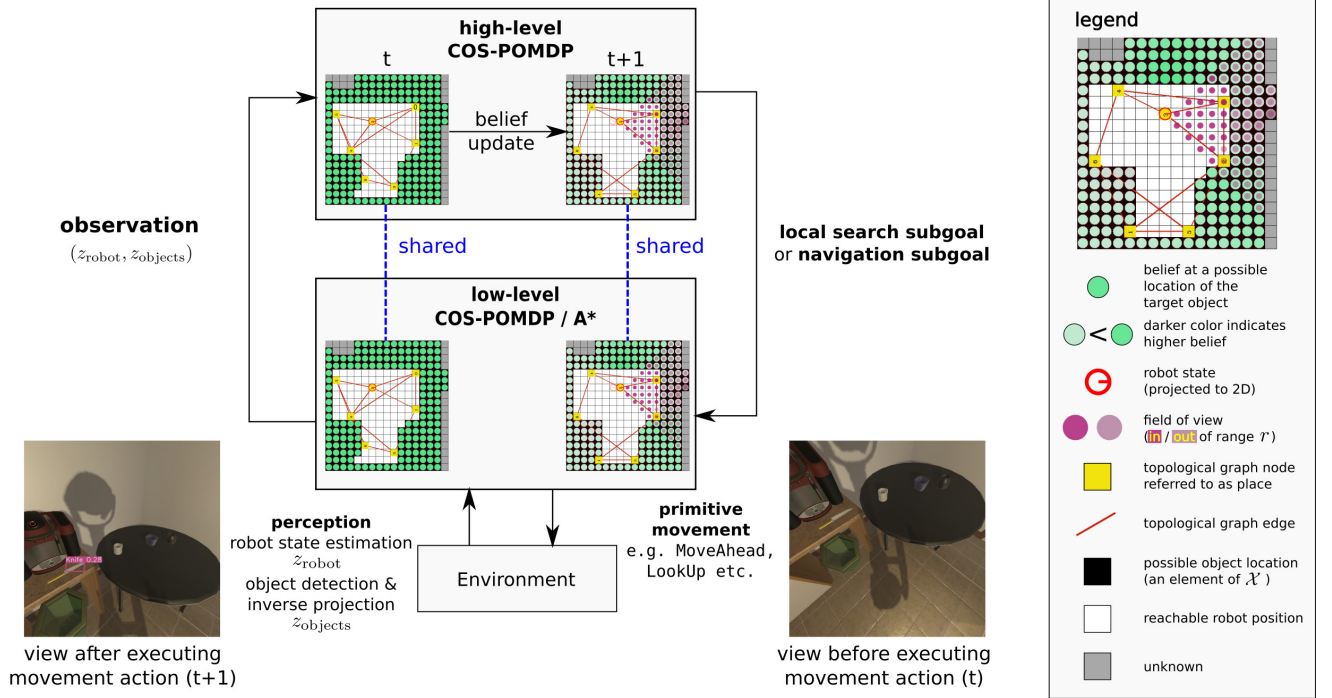 high-level
COS-POMDP
t
t+1
belief
update
observation
(z_robot, z_objects)
shared
shared
local search subgoal
or navigation subgoal
low-level
COS-POMDP / A*
perception
robot state estimation
z_robot
object detection &
inverse projection
z_objects
Environment
primitive
movement
e.g. MoveAhead,
LookUp etc.
Knife 0.28
view after executing
movement action (t+1)
view before executing
movement action (t)
legend
belief at a possible
location of the
target object
<
darker color indicates
higher belief
robot state
(projected to 2D)
field of view
(in / out of range r)
topological graph node
referred to as place
topological graph edge
possible object location
(an element of 𝒳 )
reachable robot position
unknown